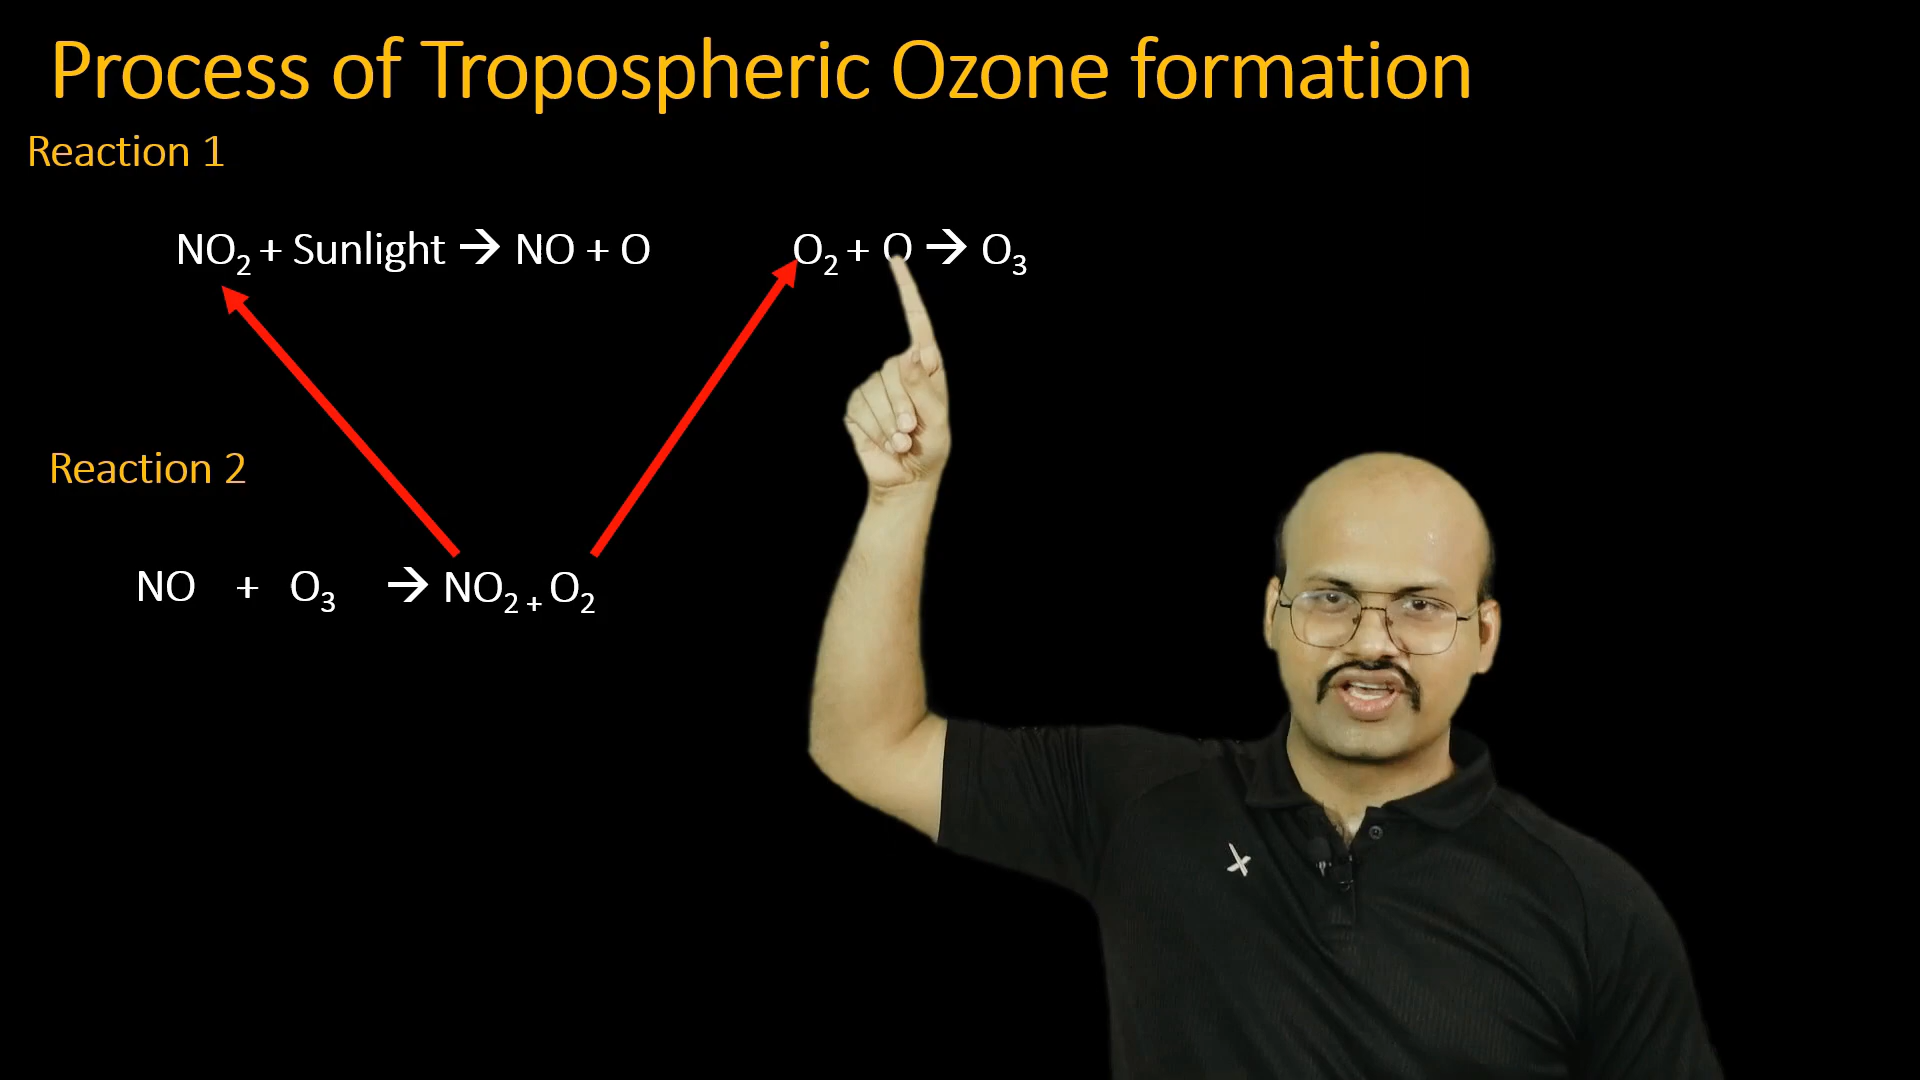 Process of Tropospheric Ozone formation
Reaction 1
NO₂ + Sunlight → NO + O O₂ + O → O₃
Reaction 2
NO + O₃ → NO₂ + O₂